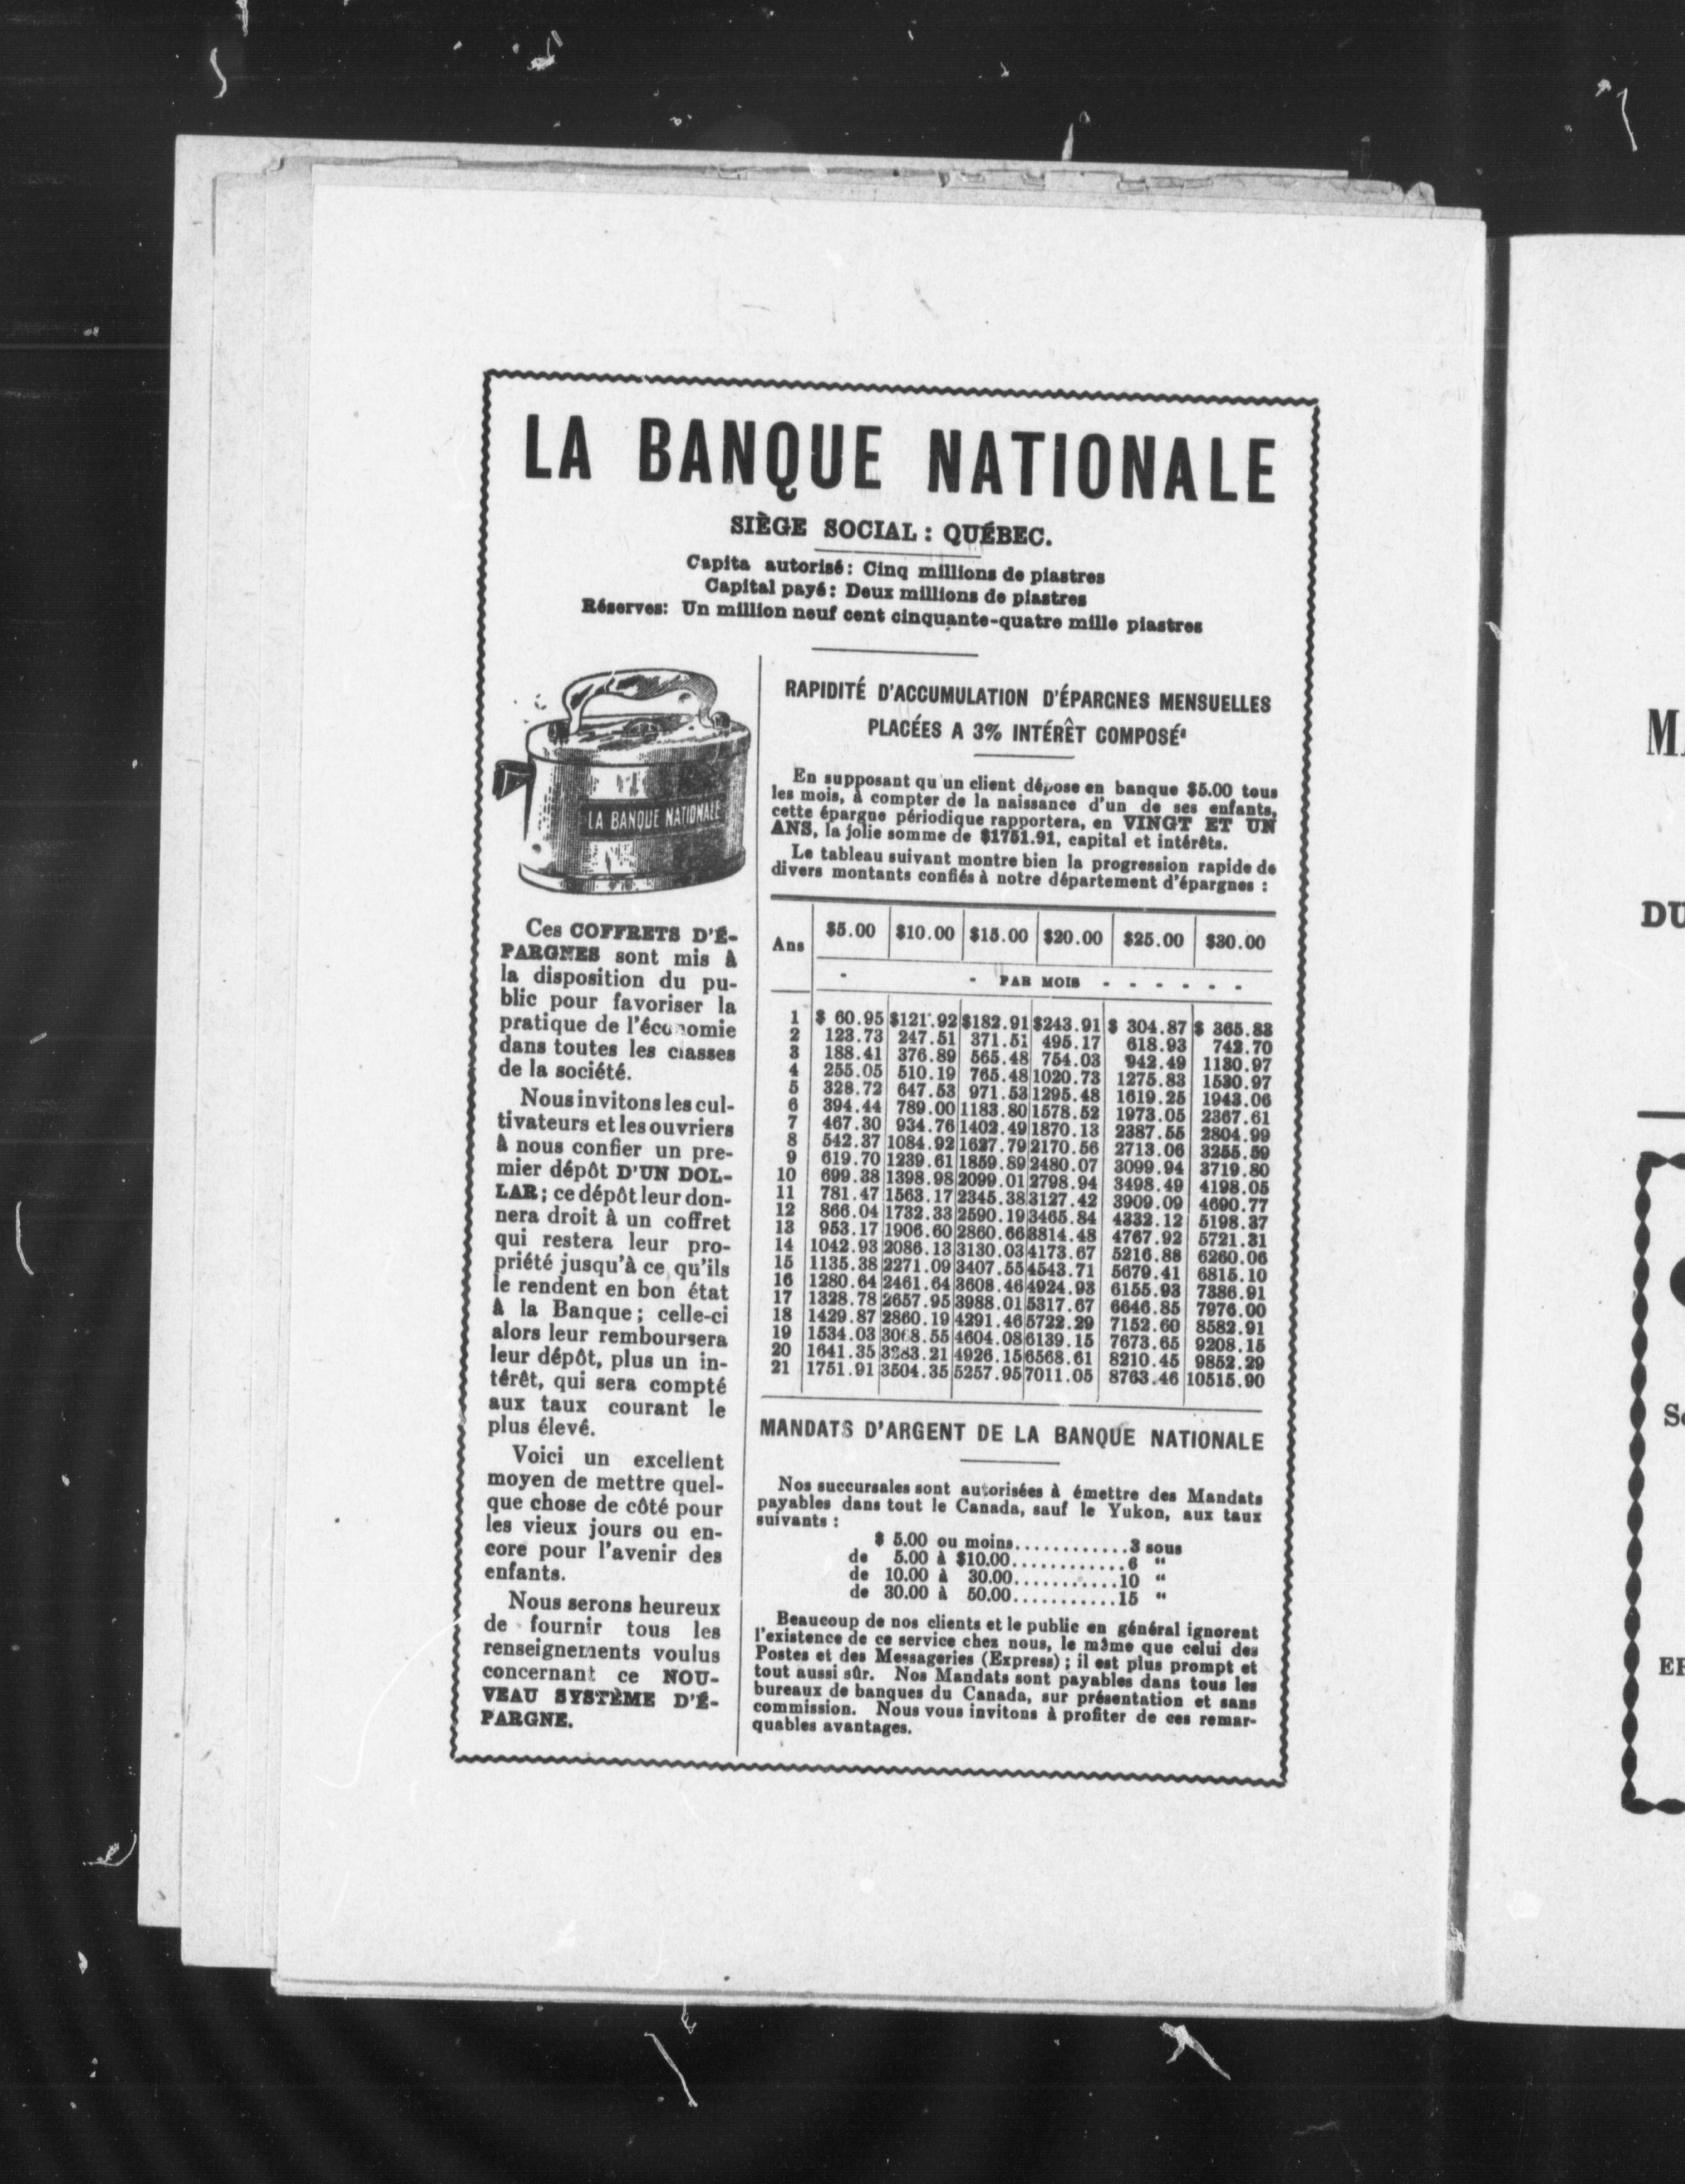 LA BANQUE NATIONALE
SIÈGE SOCIAL : QUÉBEC.
Capita autorisé : Cinq millions de piastres
Capital payé : Deux millions de piastres
Réserves: Un million neuf cent cinquante-quatre mille piastres
LA BANQUE NATIONALE
Ces COFFRETS D'É-
PARGNES sont mis à
la disposition du pu-
blic pour favoriser la
pratique de l'économie
dans toutes les classes
de la société.
Nous invitons les cul-
tivateurs et les ouvriers
à nous confier un pre-
mier dépôt D'UN DOL-
LAR ; ce dépôt leur don-
nera droit à un coffret
qui restera leur pro-
priété jusqu'à ce qu'ils
le rendent en bon état
à la Banque ; celle-ci
alors leur remboursera
leur dépôt, plus un in-
térêt, qui sera compté
aux taux courant le
plus élevé.
Voici un excellent
moyen de mettre quel-
que chose de côté pour
les vieux jours ou en-
core pour l'avenir des
enfants.
Nous serons heureux
de fournir tous les
renseignements voulus
concernant ce NOU-
VEAU SYSTÈME D'É-
PARGNE.
RAPIDITÉ D'ACCUMULATION D'ÉPARGNES MENSUELLES
PLACÉES A 3% INTÉRÊT COMPOSÉ
En supposant qu'un client dépose en banque $5.00 tous
les mois, à compter de la naissance d'un de ses enfants,
cette épargne périodique rapportera, en VINGT ET UN
ANS, la jolie somme de $1751.91, capital et intérêts.
Le tableau suivant montre bien la progression rapide de
divers montants confiés à notre département d'épargnes :
Ans $5.00 $10.00 $15.00 $20.00 $25.00 $30.00
- - PAR MOIS - - - - - -
1 $ 60.95 $121.92 $182.91 $243.91 $ 304.87 $ 365.88
2 123.73 247.51 371.51 495.17 618.93 742.70
3 188.41 376.89 565.48 754.03 942.49 1130.97
4 255.05 510.19 765.48 1020.73 1275.83 1530.97
5 328.72 647.53 971.53 1295.48 1619.25 1943.06
6 394.44 789.00 1183.80 1578.52 1973.05 2367.61
7 467.30 934.76 1402.49 1870.13 2387.55 2804.99
8 542.37 1084.92 1627.79 2170.56 2713.06 3255.59
9 619.70 1239.61 1859.89 2480.07 3099.94 3719.80
10 699.38 1398.98 2099.01 2798.94 3498.49 4198.05
11 781.47 1563.17 2345.38 3127.42 3909.09 4690.77
12 866.04 1732.33 2590.19 3465.84 4332.12 5198.37
13 953.17 1906.60 2860.66 3814.48 4767.92 5721.31
14 1042.93 2086.13 3130.03 4173.67 5216.88 6260.06
15 1135.38 2271.09 3407.55 4543.71 5679.41 6815.10
16 1280.64 2461.64 3608.46 4924.93 6155.93 7386.91
17 1328.78 2657.95 3988.01 5317.67 6646.85 7976.00
18 1429.87 2860.19 4291.46 5722.29 7152.60 8582.91
19 1534.03 3068.55 4604.08 6139.15 7673.65 9208.15
20 1641.35 3283.21 4926.15 6568.61 8210.45 9852.29
21 1751.91 3504.35 5257.95 7011.05 8763.46 10515.90
MANDATS D'ARGENT DE LA BANQUE NATIONALE
Nos succursales sont autorisées à émettre des Mandats
payables dans tout le Canada, sauf le Yukon, aux taux
suivants :
$ 5.00 ou moins............3 sous
de 5.00 à $10.00............6 "
de 10.00 à 30.00...........10 "
de 30.00 à 50.00...........15 "
Beaucoup de nos clients et le public en général ignorent
l'existence de ce service chez nous, le même que celui des
Postes et des Messageries (Express) ; il est plus prompt et
tout aussi sûr. Nos Mandats sont payables dans tous les
bureaux de banques du Canada, sur présentation et sans
commission. Nous vous invitons à profiter de ces remar-
quables avantages.
DU